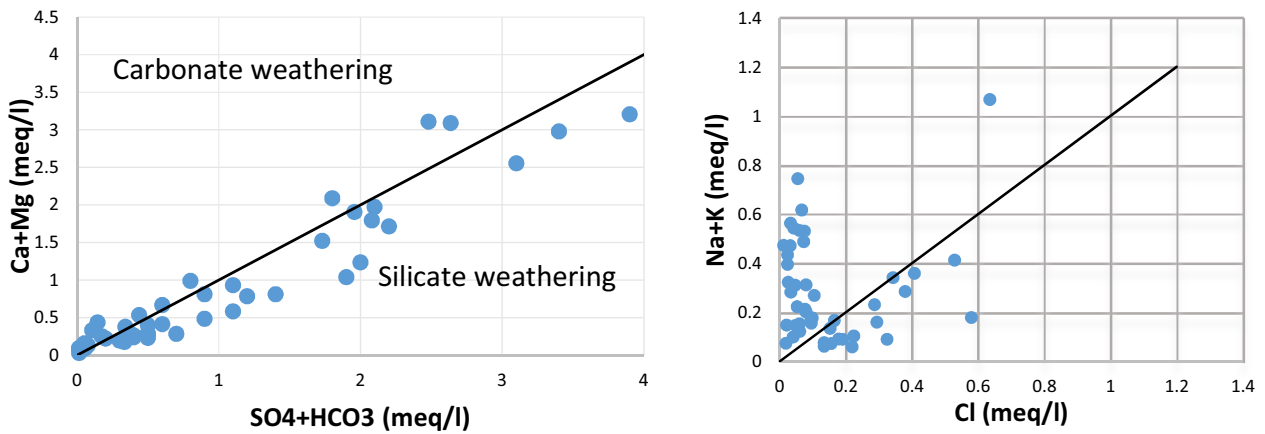 4.5
4
3.5
3
2.5
2
1.5
1
0.5
0
Ca+Mg (meq/l)
Carbonate weathering
Silicate weathering
0 1 2 3 4
SO4+HCO3 (meq/l)
1.4
1.2
1
0.8
0.6
0.4
0.2
0
Na+K (meq/l)
0 0.2 0.4 0.6 0.8 1 1.2 1.4
Cl (meq/l)